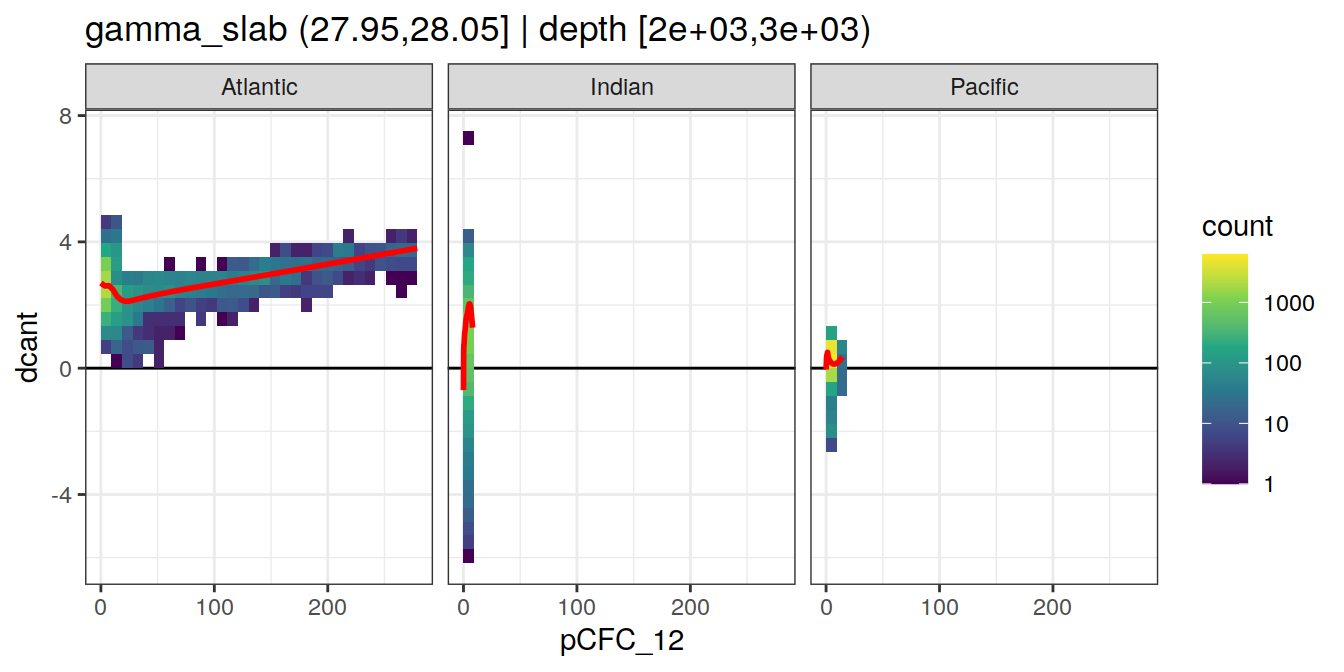 gamma_slab (27.95,28.05] | depth [2e+03,3e+03)
Atlantic Indian Pacific
8
4
0
-4
dcant
0 100 200 0 100 200 0 100 200
pCFC_12
count
1000
100
10
1